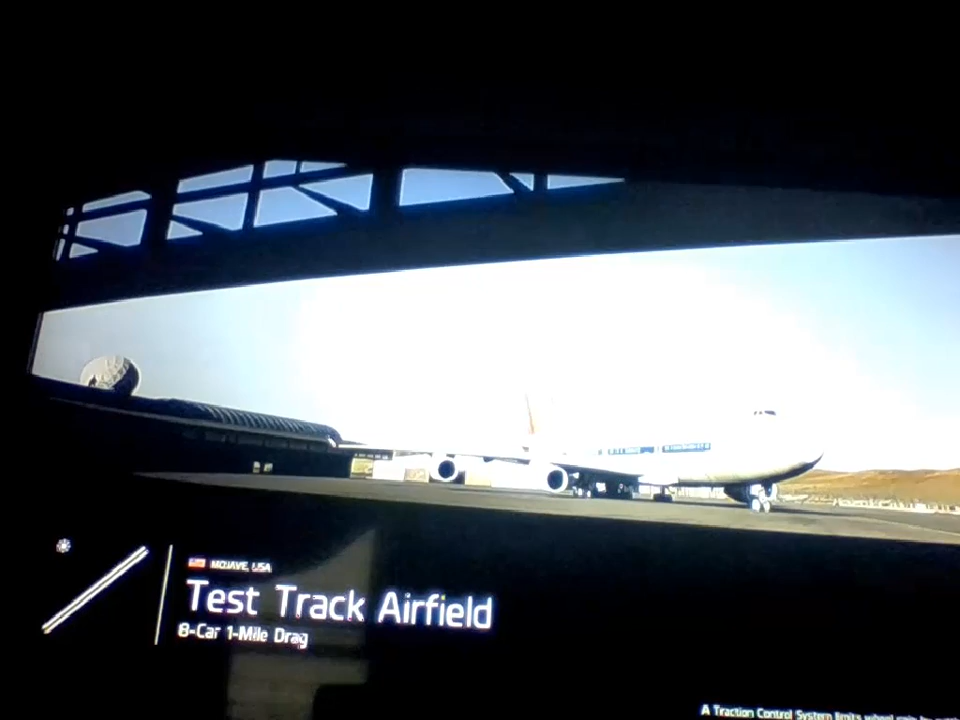 MOJAVE, USA
Test Track Airfield
8-Car 1-Mile Drag
A Traction Control System limits wheel